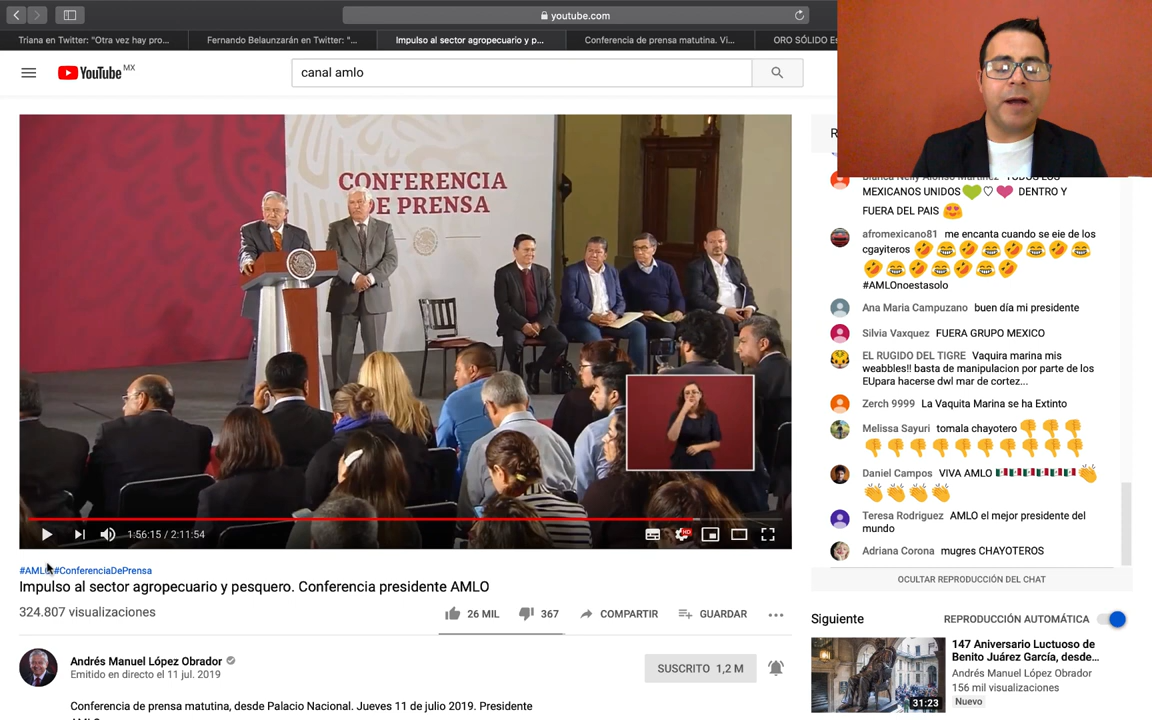 youtube.com
Triana en Twitter: "Otra vez hay pro...
Fernando Belaunzarán en Twitter: "...
Impulso al sector agropecuario y p...
Conferencia de prensa matutina. Vi...
ORO SÓLIDO Es
YouTube MX
canal amlo
CONFERENCIA
DE PRENSA
1:56:15 / 2:11:54
HD
#AMLO #ConferenciaDePrensa
Impulso al sector agropecuario y pesquero. Conferencia presidente AMLO
324.807 visualizaciones
26 MIL
367
COMPARTIR
GUARDAR
Andrés Manuel López Obrador
Emitido en directo el 11 jul. 2019
SUSCRITO 1,2 M
Conferencia de prensa matutina, desde Palacio Nacional. Jueves 11 de julio 2019. Presidente
R
Blanca Nelly Alonso Martinez TODOS LOS
MEXICANOS UNIDOS 💚♡❤ DENTRO Y
FUERA DEL PAIS 😍
afromexicano81 me encanta cuando se eie de los
cgayiteros 🤣😂🤣😂🤣😂🤣😂
🤣😂🤣😂🤣😂🤣
#AMLOnoestasolo
Ana Maria Campuzano buen día mi presidente
Silvia Vaxquez FUERA GRUPO MEXICO
EL RUGIDO DEL TIGRE Vaquira marina mis
weabbles!! basta de manipulacion por parte de los
EUpara hacerse dwl mar de cortez...
Zerch 9999 La Vaquita Marina se ha Extinto
Melissa Sayuri tomala chayotero 👎👎👎
👎👎👎👎👎👎👎👎👎👎
Daniel Campos VIVA AMLO 🇲🇽🇲🇽🇲🇽🇲🇽🇲🇽🇲🇽 👏
👏👏👏👏
Teresa Rodriguez AMLO el mejor presidente del
mundo
Adriana Corona mugres CHAYOTEROS
OCULTAR REPRODUCCIÓN DEL CHAT
Siguiente
REPRODUCCIÓN AUTOMÁTICA
147 Aniversario Luctuoso de
Benito Juárez García, desde...
Andrés Manuel López Obrador
156 mil visualizaciones
Nuevo
31:23